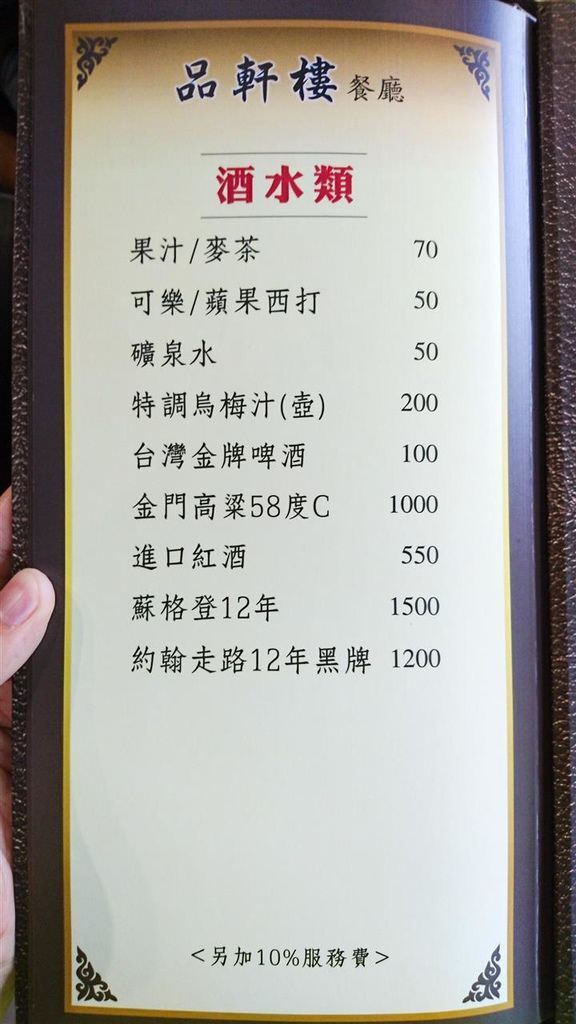 品軒樓餐廳
酒水類
果汁/麥茶 70
可樂/蘋果西打 50
礦泉水 50
特調烏梅汁(壺) 200
台灣金牌啤酒 100
金門高粱58度C 1000
進口紅酒 550
蘇格登12年 1500
約翰走路12年黑牌 1200
<另加10%服務費>